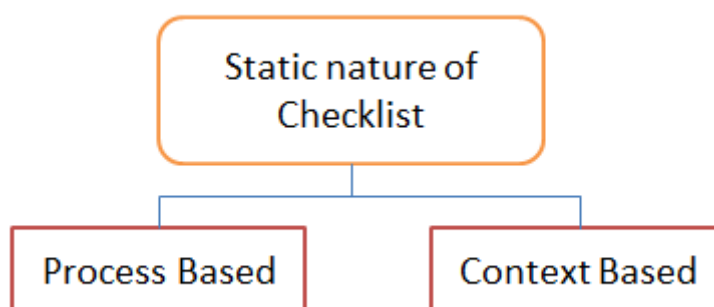 Static nature of
Checklist
Process Based
Context Based